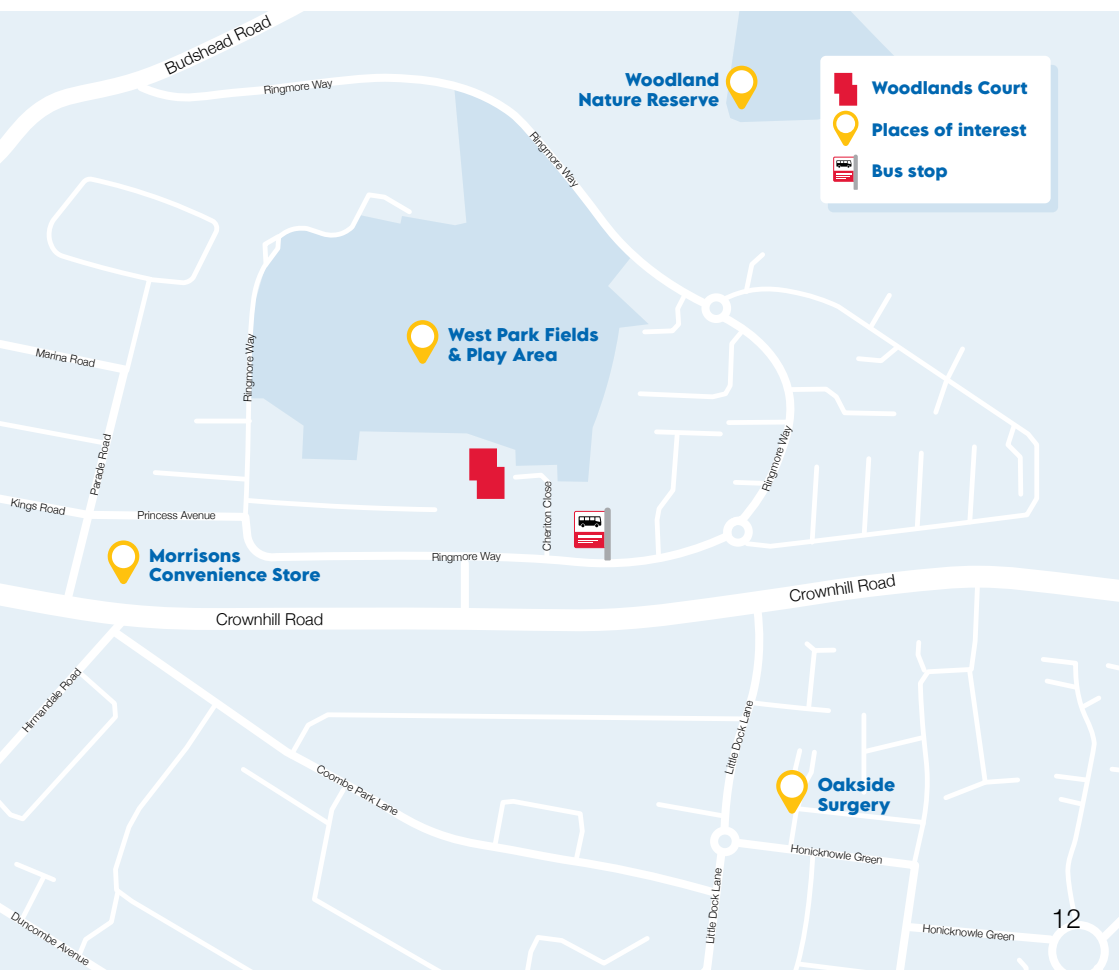 Budshead Road
Ringmore Way
Woodland
Nature Reserve
Woodlands Court
Places of interest
Bus stop
Ringmore Way
West Park Fields
& Play Area
Marina Road
Ringmore Way
Parade Road
Ringmore Way
Kings Road
Princess Avenue
Cheriton Close
Morrisons
Convenience Store
Ringmore Way
Crownhill Road
Crownhill Road
Hirmandale Road
Little Dock Lane
Coombe Park Lane
Oakside
Surgery
Honicknowle Green
Little Dock Lane
Duncombe Avenue
12
Honicknowle Green